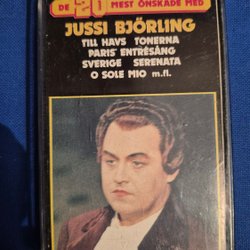 DE 20 MEST ÖNSKADE MED
JUSSI BJÖRLING
TILL HAVS TONERNA
PARIS' ENTRÉSÅNG
SVERIGE SERENATA
O SOLE MIO m.fl.